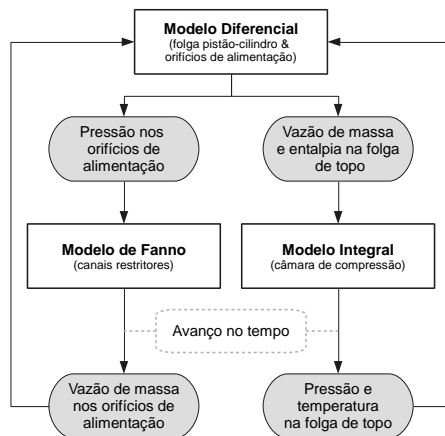 Modelo Diferencial
(folga pistão-cilindro &
orifícios de alimentação)
Pressão nos
orifícios de
alimentação
Vazão de massa
e entalpia na folga
de topo
Modelo de Fanno
(canais restritores)
Modelo Integral
(câmara de compressão)
Avanço no tempo
Vazão de massa
nos orifícios de
alimentação
Pressão e
temperatura
na folga de topo